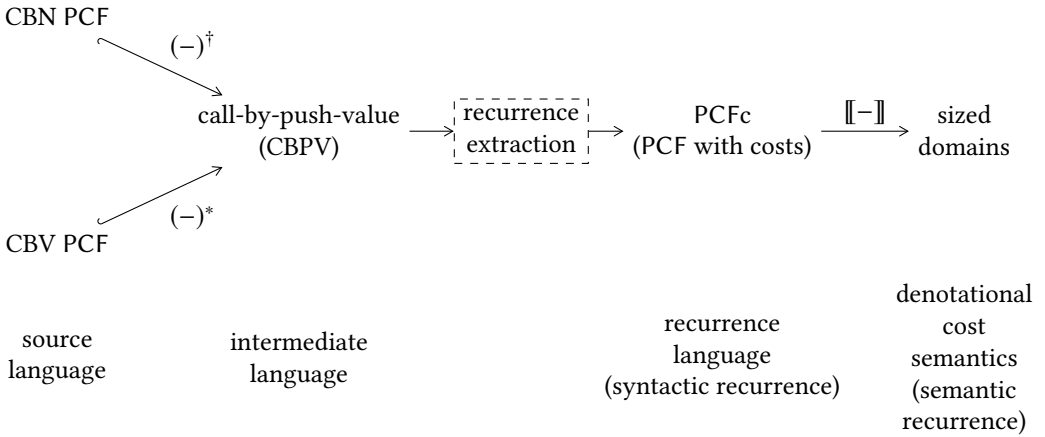 CBN PCF
(−)†
call-by-push-value
(CBPV)
recurrence
extraction
PCFc
(PCF with costs)
⟦−⟧
sized
domains
(−)*
CBV PCF
source
language
intermediate
language
recurrence
language
(syntactic recurrence)
denotational
cost
semantics
(semantic
recurrence)